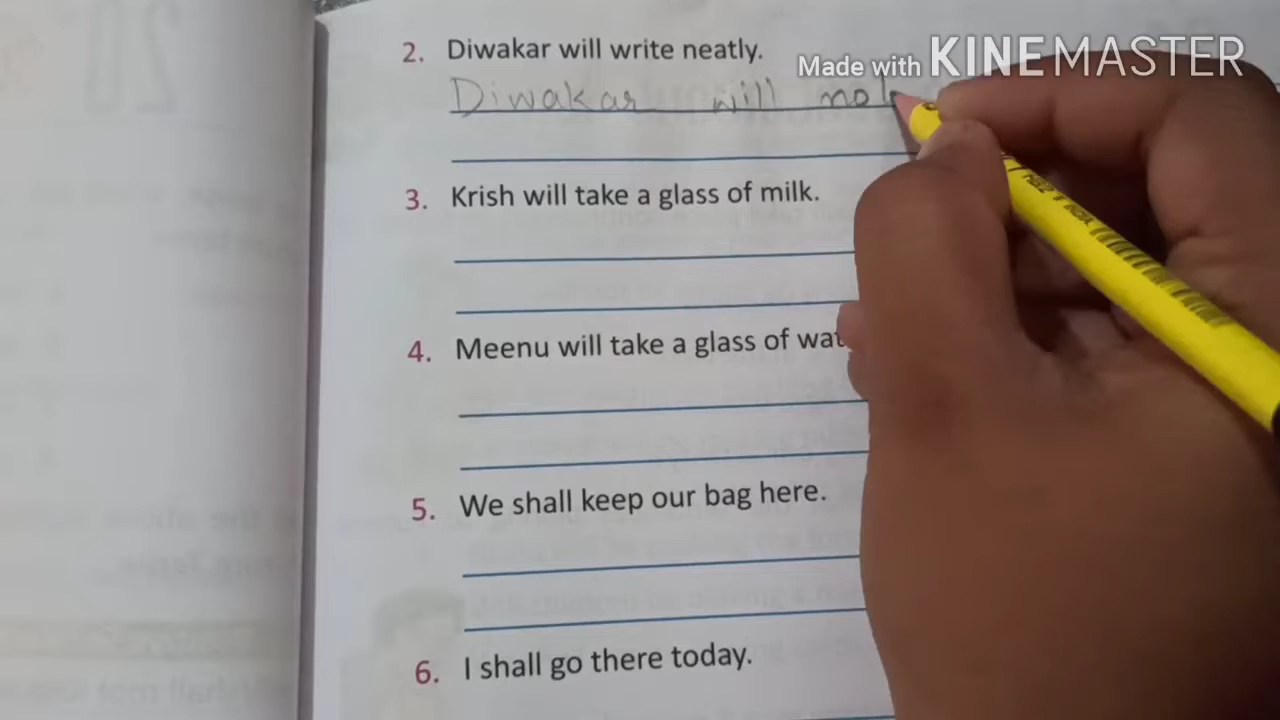 Made with KINEMASTER
2. Diwakar will write neatly.
Diwakar will not
3. Krish will take a glass of milk.
4. Meenu will take a glass of
5. We shall keep our bag here.
6. I shall go there today.